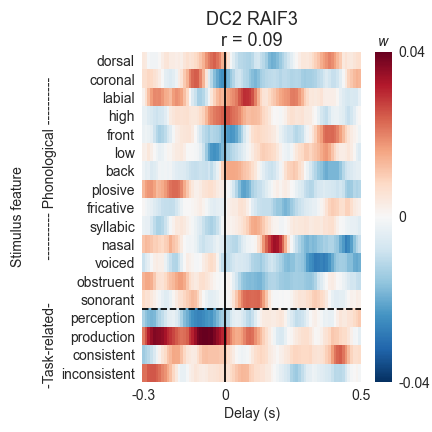 DC2 RAIF3
r = 0.09
w
dorsal
coronal
labial
high
front
low
back
plosive
fricative
syllabic
nasal
voiced
obstruent
sonorant
perception
production
consistent
inconsistent
Stimulus feature
-Task-related- ---------- Phonological ----------
-0.3 0 0.5
Delay (s)
0.04
0
-0.04